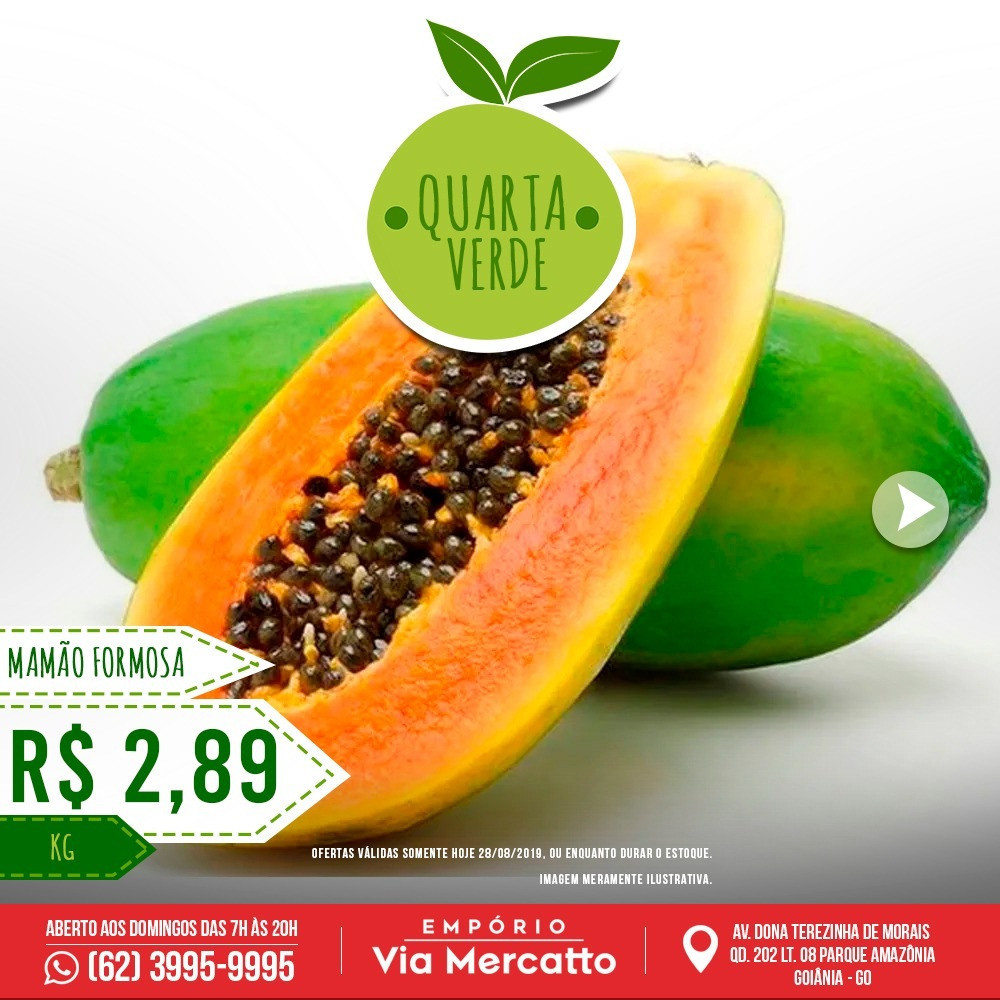 QUARTA
VERDE
MAMÃO FORMOSA
R$ 2,89
KG
OFERTAS VÁLIDAS SOMENTE HOJE 28/08/2019, OU ENQUANTO DURAR O ESTOQUE.
IMAGEM MERAMENTE ILUSTRATIVA.
ABERTO AOS DOMINGOS DAS 7H ÀS 20H
(62) 3995-9995
EMPÓRIO
Via Mercatto
AV. DONA TEREZINHA DE MORAIS
QD. 202 LT. 08 PARQUE AMAZÔNIA
GOIÂNIA - GO